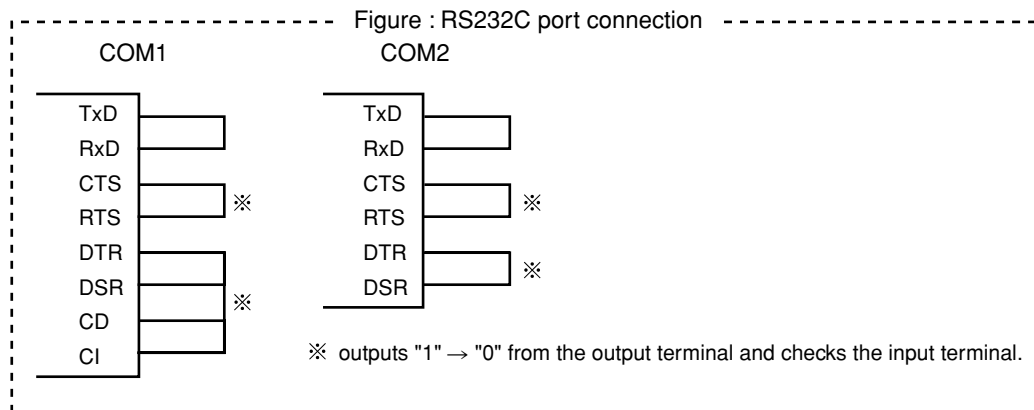 Figure : RS232C port connection
COM1
TxD
RxD
CTS
RTS
DTR
DSR
CD
CI
※
※
COM2
TxD
RxD
CTS
RTS
DTR
DSR
※
※
※ outputs "1" → "0" from the output terminal and checks the input terminal.